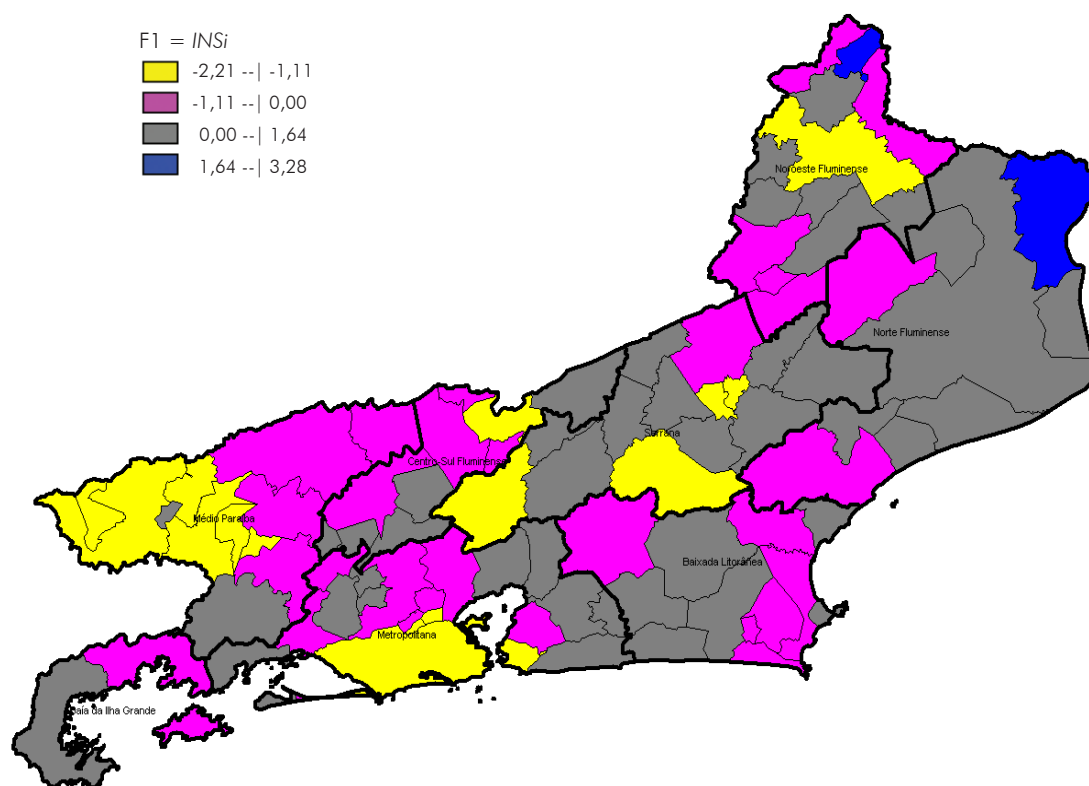 F1 = INSi
-2,21 --| -1,11
-1,11 --| 0,00
0,00 --| 1,64
1,64 --| 3,28
Noroeste Fluminense
Norte Fluminense
Serrana
Centro-Sul Fluminense
Médio Paraíba
Baixada Litorânea
Metropolitana
baía da Ilha Grande